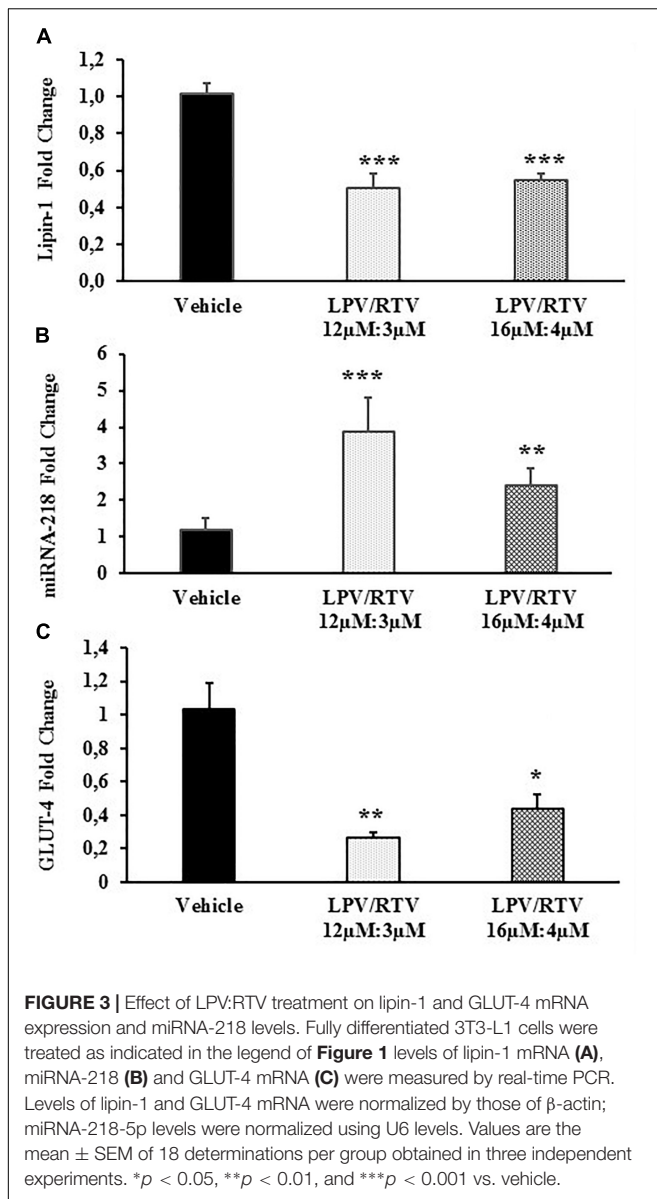 A
1,2
1,0
0,8
0,6
0,4
0,2
0,0
Lipin-1 Fold Change
***
***
Vehicle
LPV/RTV
12µM:3µM
LPV/RTV
16µM:4µM
B
6
5
4
3
2
1
0
miRNA-218 Fold Change
***
**
Vehicle
LPV/RTV
12µM:3µM
LPV/RTV
16µM:4µM
C
1,4
1,2
1
0,8
0,6
0,4
0,2
0
GLUT-4 Fold Change
**
*
Vehicle
LPV/RTV
12µM:3µM
LPV/RTV
16µM:4µM
FIGURE 3 | Effect of LPV:RTV treatment on lipin-1 and GLUT-4 mRNA
expression and miRNA-218 levels. Fully differentiated 3T3-L1 cells were
treated as indicated in the legend of Figure 1 levels of lipin-1 mRNA (A),
miRNA-218 (B) and GLUT-4 mRNA (C) were measured by real-time PCR.
Levels of lipin-1 and GLUT-4 mRNA were normalized by those of β-actin;
miRNA-218-5p levels were normalized using U6 levels. Values are the
mean ± SEM of 18 determinations per group obtained in three independent
experiments. *p < 0.05, **p < 0.01, and ***p < 0.001 vs. vehicle.